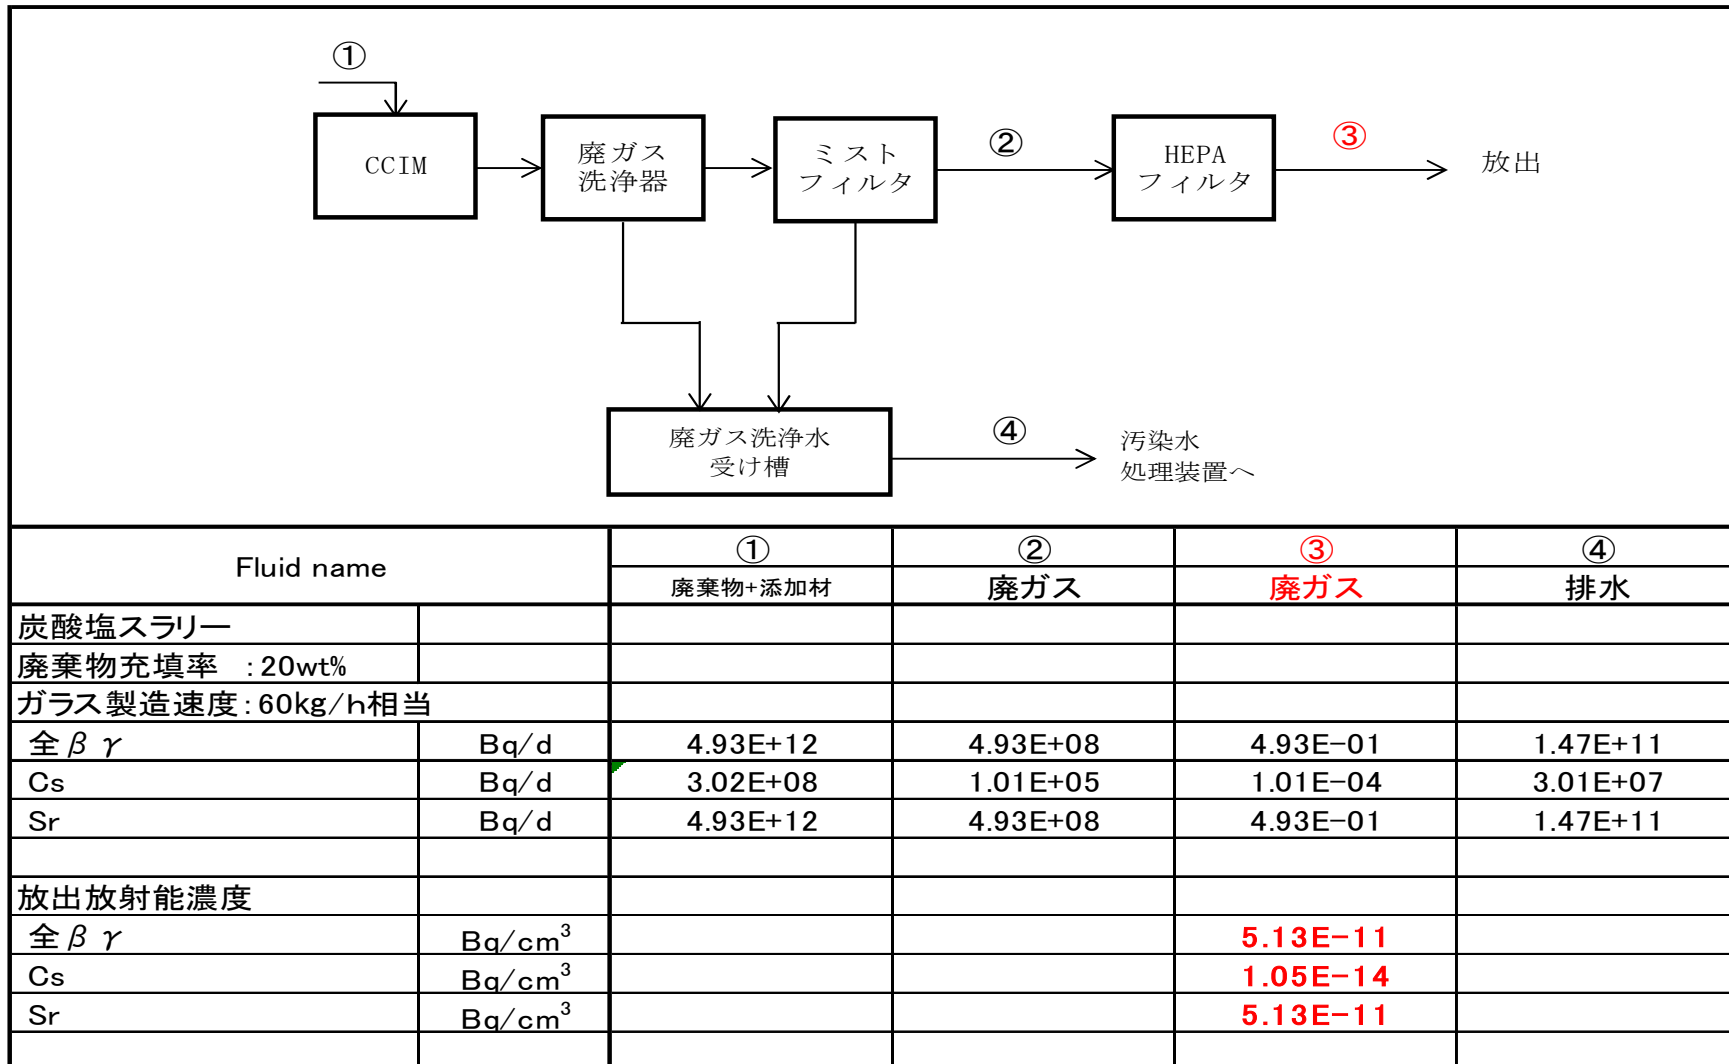 ①
CCIM
廃ガス
洗浄器
ミスト
フィルタ
②
HEPA
フィルタ
③
放出
廃ガス洗浄水
受け槽
④
汚染水
処理装置へ
Fluid name ① ② ③ ④
廃棄物+添加材 廃ガス 廃ガス 排水
炭酸塩スラリー
廃棄物充填率 :20wt%
ガラス製造速度:60kg/h相当
全βγ Bq/d 4.93E+12 4.93E+08 4.93E-01 1.47E+11
Cs Bq/d 3.02E+08 1.01E+05 1.01E-04 3.01E+07
Sr Bq/d 4.93E+12 4.93E+08 4.93E-01 1.47E+11
放出放射能濃度
全βγ Bq/cm³ 5.13E-11
Cs Bq/cm³ 1.05E-14
Sr Bq/cm³ 5.13E-11